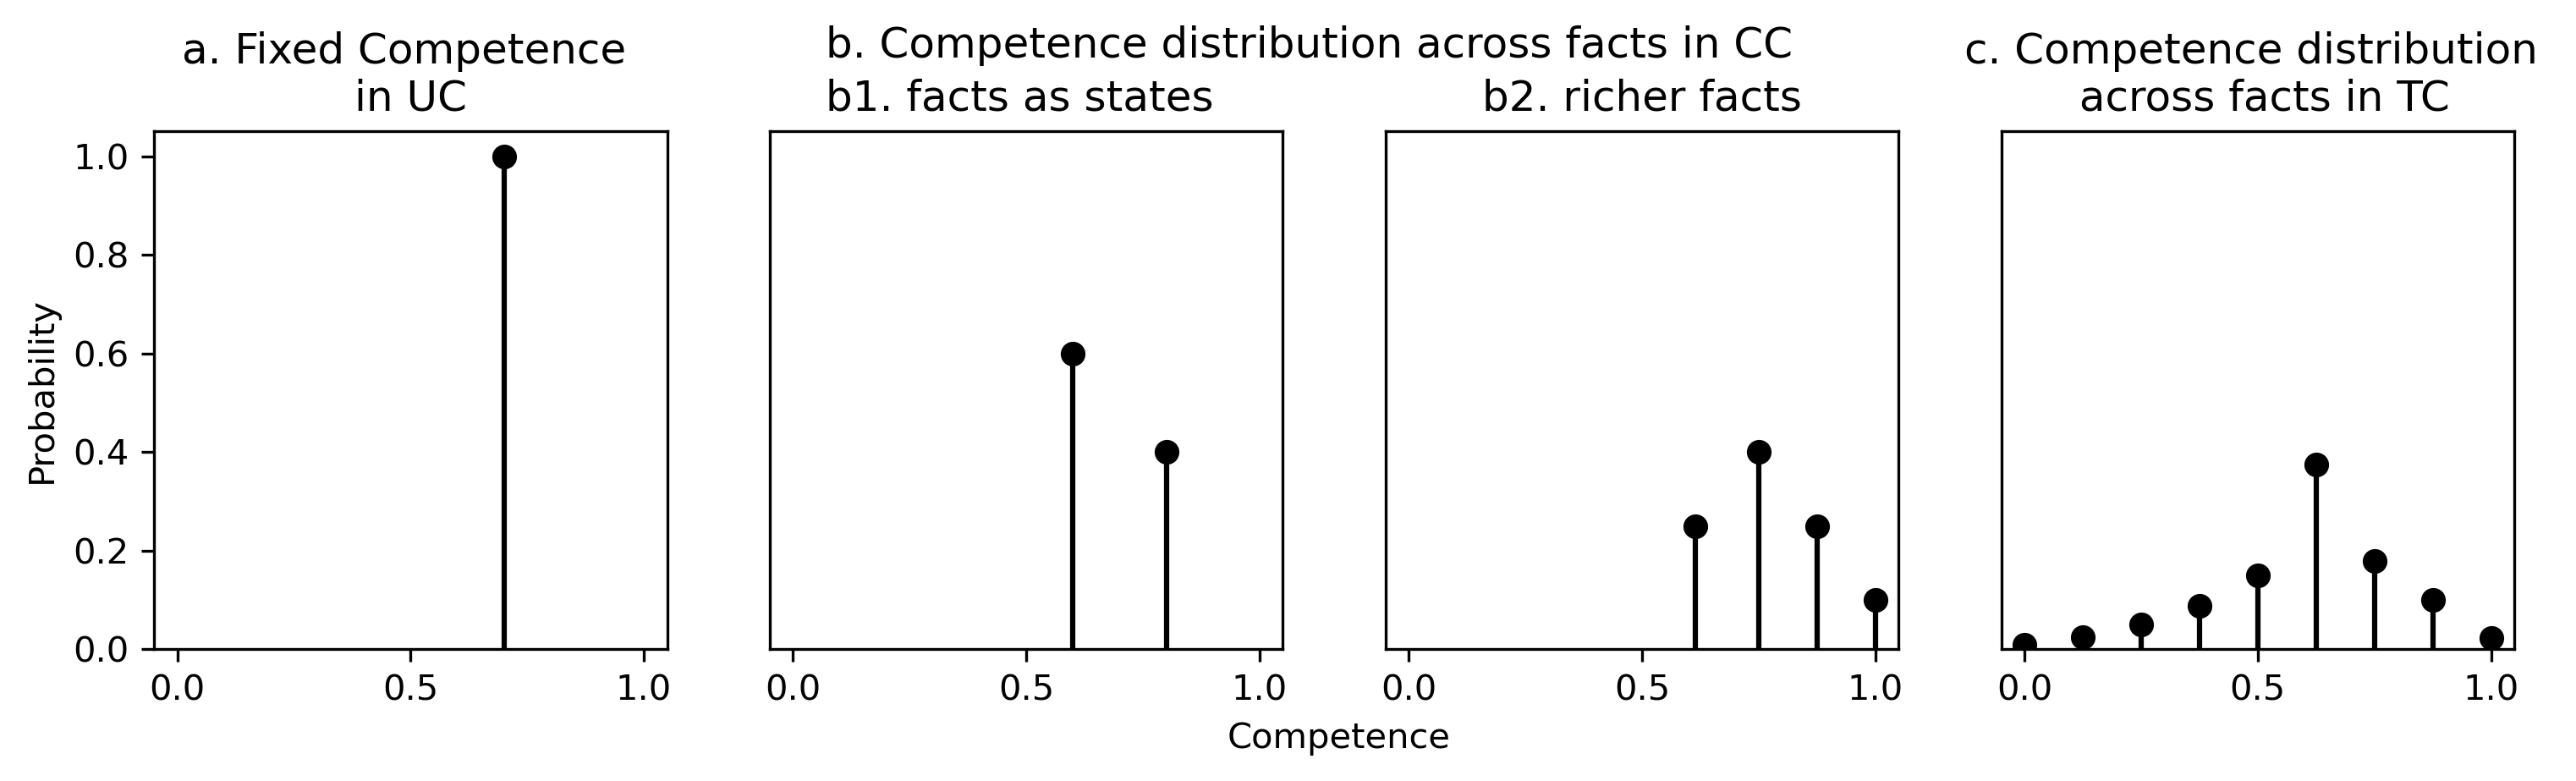 a. Fixed Competence
in UC
b. Competence distribution across facts in CC
b1. facts as states
b2. richer facts
c. Competence distribution
across facts in TC
Probability
1.0
0.8
0.6
0.4
0.2
0.0
0.0 0.5 1.0
0.0 0.5 1.0
0.0 0.5 1.0
0.0 0.5 1.0
Competence